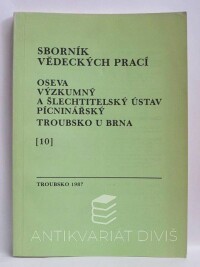 SBORNÍK
VĚDECKÝCH PRACÍ
OSEVA
VÝZKUMNÝ
A ŠLECHTITELSKÝ ÚSTAV
PÍCNINÁŘSKÝ
TROUBSKO U BRNA
[10]
TROUBSKO 1987
ANTIKVARIÁT DIVIŠ